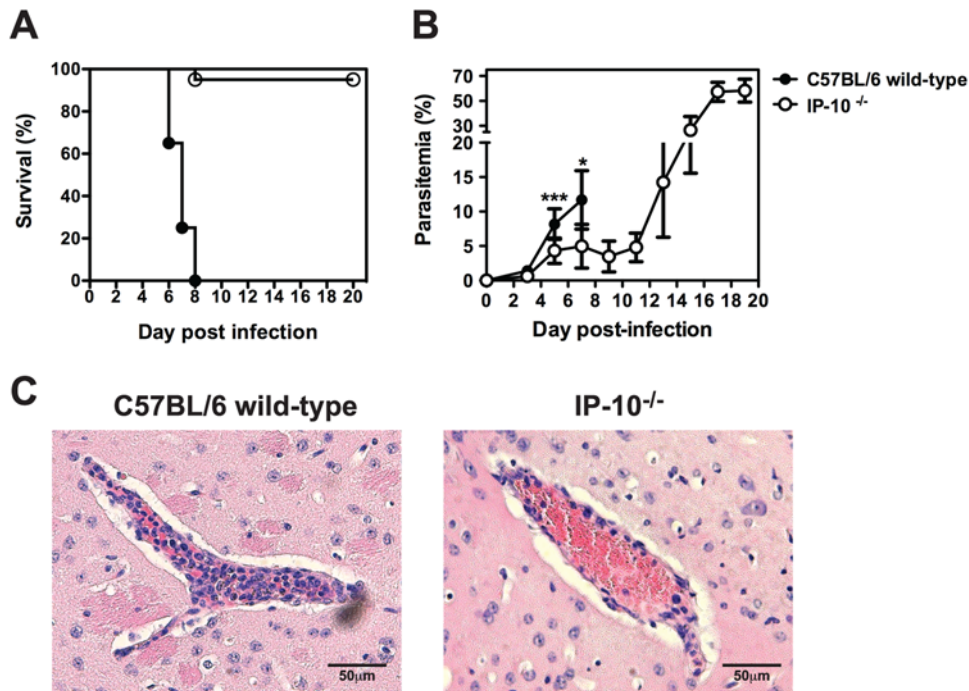 A
Survival (%)
100
80
60
40
20
0
0 2 4 6 8 10 12 14 16 18 20
Day post infection
B
Parasitemia (%)
70
50
30
20
15
10
5
0
*** *
0 2 4 6 8 10 12 14 16 18 20
Day post-infection
C57BL/6 wild-type
IP-10 -/-
C
C57BL/6 wild-type
50μm
IP-10-/-
50μm